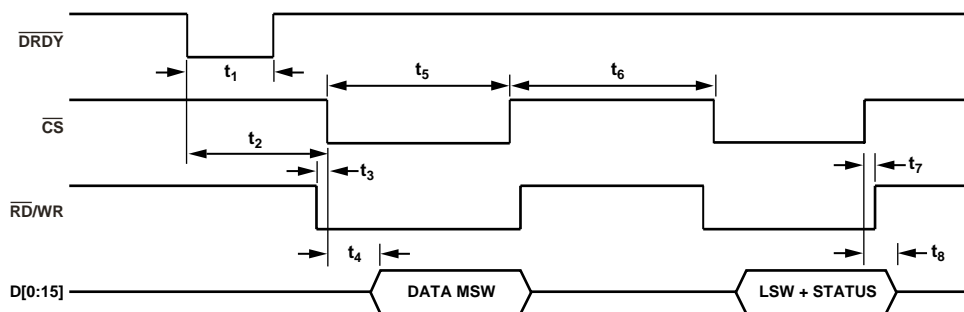 DRDY
t1
t5
t6
CS
t2
t3
t7
RD/WR
t4
t8
D[0:15]
DATA MSW
LSW + STATUS